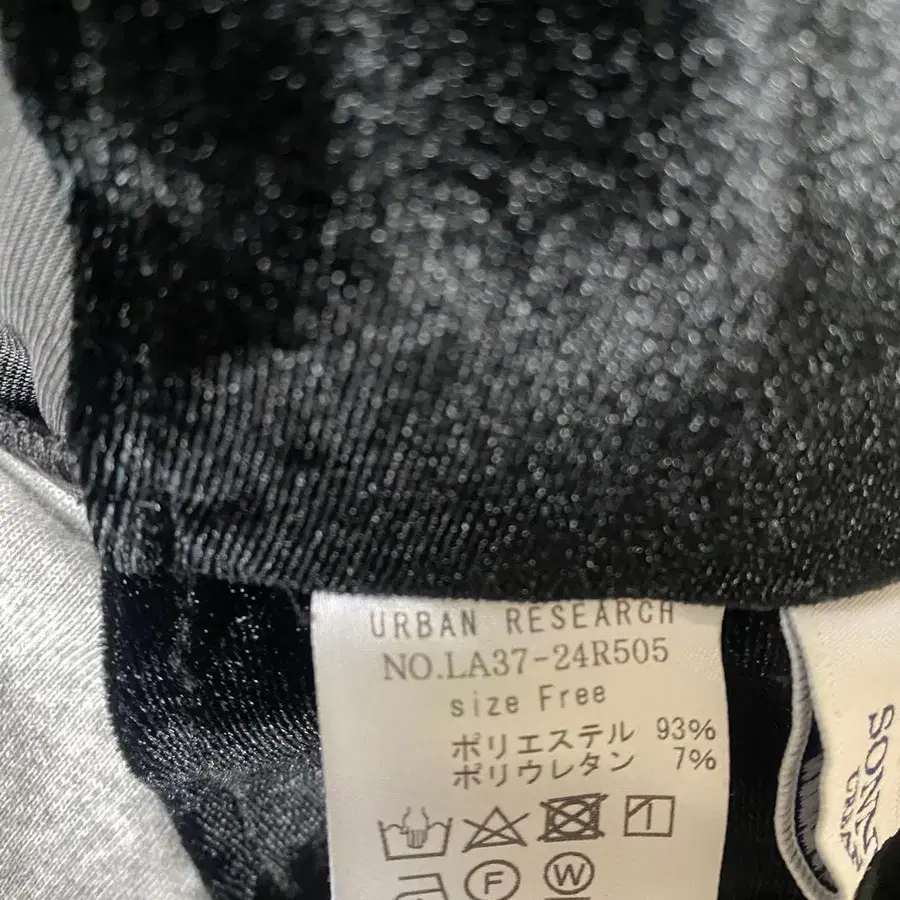 URBAN RESEARCH
NO.LA37-24R505
size Free
ポリエステル 93%
ポリウレタン 7%
F
W